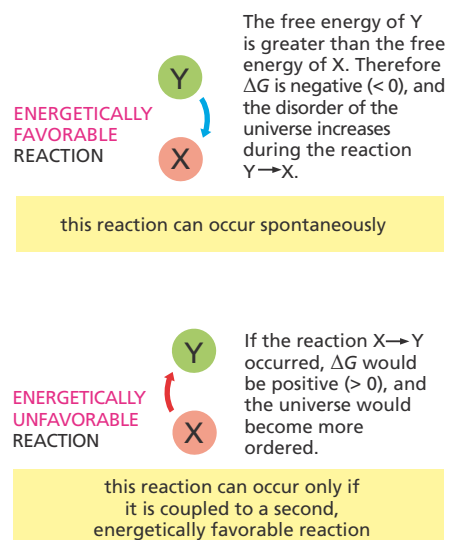 The free energy of Y
is greater than the free
energy of X. Therefore
ΔG is negative (< 0), and
the disorder of the
universe increases
during the reaction
Y→X.
Y
X
ENERGETICALLY
FAVORABLE
REACTION
this reaction can occur spontaneously
If the reaction X→Y
occurred, ΔG would
be positive (> 0), and
the universe would
become more
ordered.
Y
X
ENERGETICALLY
UNFAVORABLE
REACTION
this reaction can occur only if
it is coupled to a second,
energetically favorable reaction